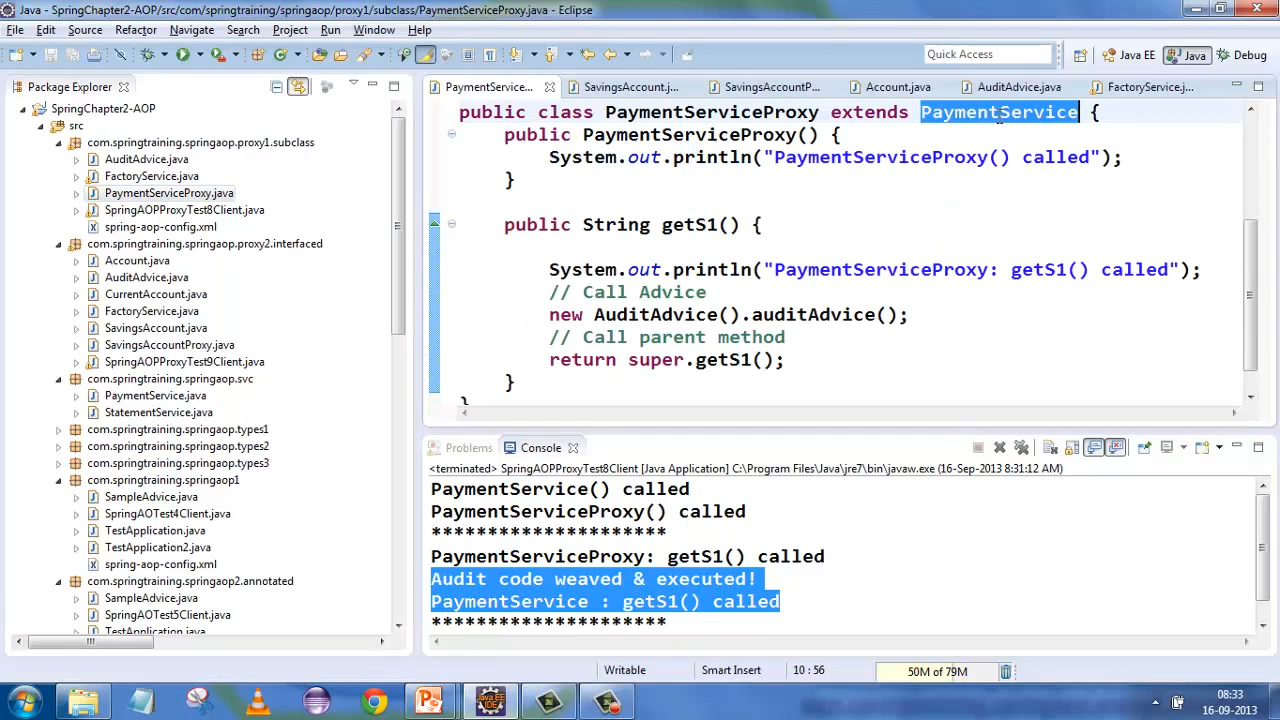 Java - SpringChapter2-AOP/src/com/springtraining/springaop/proxy1/subclass/PaymentServiceProxy.java - Eclipse
File Edit Source Refactor Navigate Search Project Run Window Help
Quick Access
Java EE
Java
Debug
Package Explorer
SpringChapter2-AOP
src
com.springtraining.springaop.proxy1.subclass
AuditAdvice.java
FactoryService.java
PaymentServiceProxy.java
SpringAOPProxyTest8Client.java
spring-aop-config.xml
com.springtraining.springaop.proxy2.interfaced
Account.java
AuditAdvice.java
CurrentAccount.java
FactoryService.java
SavingsAccount.java
SavingsAccountProxy.java
SpringAOPProxyTest9Client.java
com.springtraining.springaop.svc
PaymentService.java
StatementService.java
com.springtraining.springaop.types1
com.springtraining.springaop.types2
com.springtraining.springaop.types3
com.springtraining.springaop1
SampleAdvice.java
SpringAOTest4Client.java
TestApplication.java
TestApplication2.java
spring-aop-config.xml
com.springtraining.springaop2.annotated
SampleAdvice.java
SpringAOTest5Client.java
TestApplication.java
PaymentService... SavingsAccount.j... SavingsAccountP... Account.java AuditAdvice.java FactoryService.j...
public class PaymentServiceProxy extends PaymentService {
public PaymentServiceProxy() {
System.out.println("PaymentServiceProxy() called");
}
public String getS1() {
System.out.println("PaymentServiceProxy: getS1() called");
// Call Advice
new AuditAdvice().auditAdvice();
// Call parent method
return super.getS1();
}
}
Problems Console
<terminated> SpringAOPProxyTest8Client [Java Application] C:\Program Files\Java\jre7\bin\javaw.exe (16-Sep-2013 8:31:12 AM)
PaymentService() called
PaymentServiceProxy() called
*********************
PaymentServiceProxy: getS1() called
Audit code weaved & executed!
PaymentService : getS1() called
*********************
Writable Smart Insert 10 : 56 50M of 79M
08:33
16-09-2013